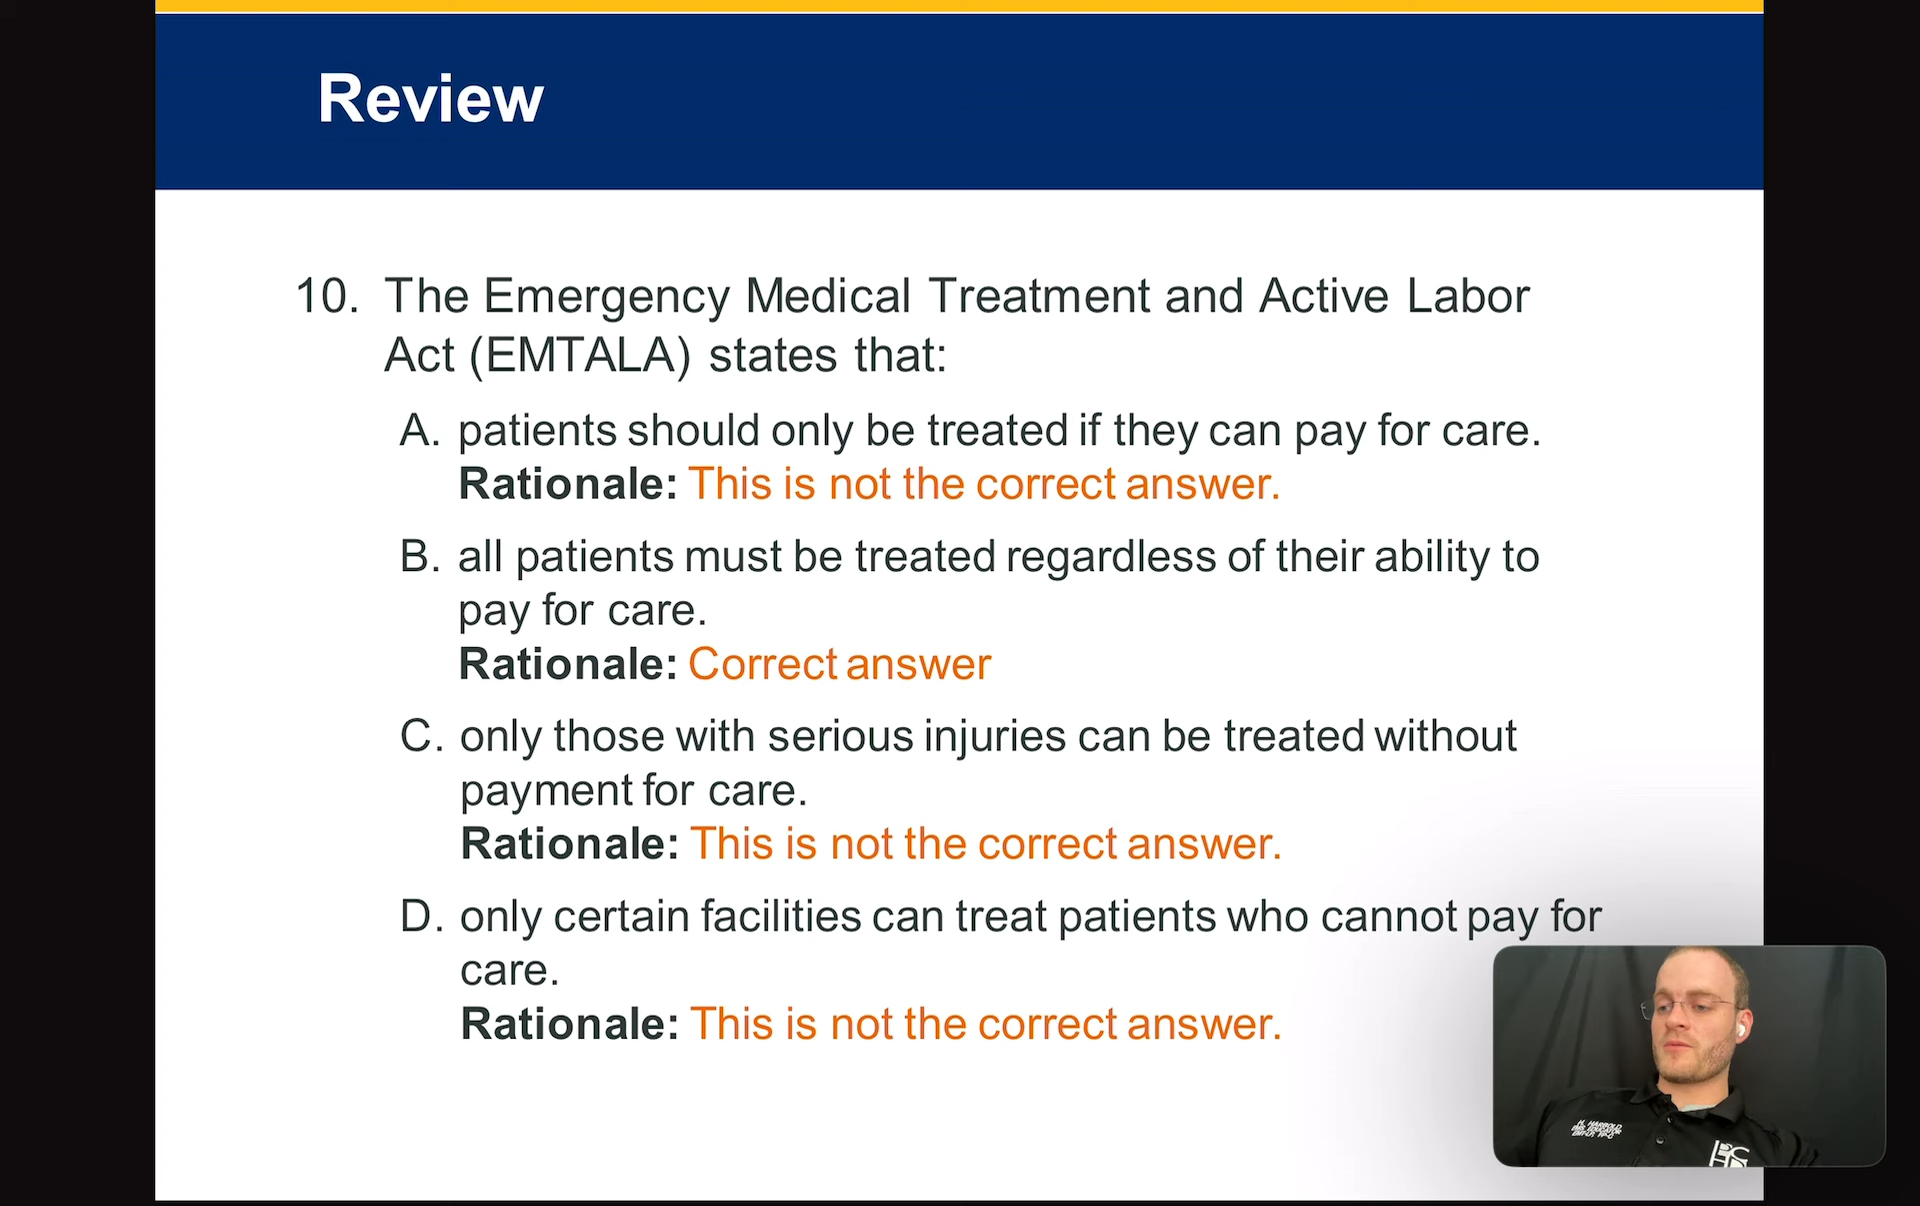 Review
10. The Emergency Medical Treatment and Active Labor
Act (EMTALA) states that:
A. patients should only be treated if they can pay for care.
Rationale: This is not the correct answer.
B. all patients must be treated regardless of their ability to
pay for care.
Rationale: Correct answer
C. only those with serious injuries can be treated without
payment for care.
Rationale: This is not the correct answer.
D. only certain facilities can treat patients who cannot pay for
care.
Rationale: This is not the correct answer.
HARBOLD
EMS EDUCATOR